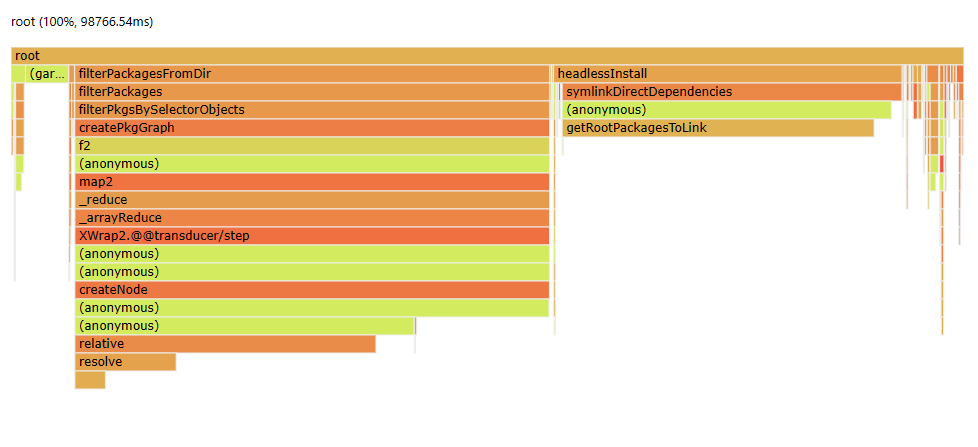 root (100%, 98766.54ms)
root
(gar...
filterPackagesFromDir
headlessInstall
filterPackages
symlinkDirectDependencies
filterPkgsBySelectorObjects
(anonymous)
createPkgGraph
getRootPackagesToLink
f2
(anonymous)
map2
_reduce
_arrayReduce
XWrap2.@@transducer/step
(anonymous)
(anonymous)
createNode
(anonymous)
(anonymous)
relative
resolve